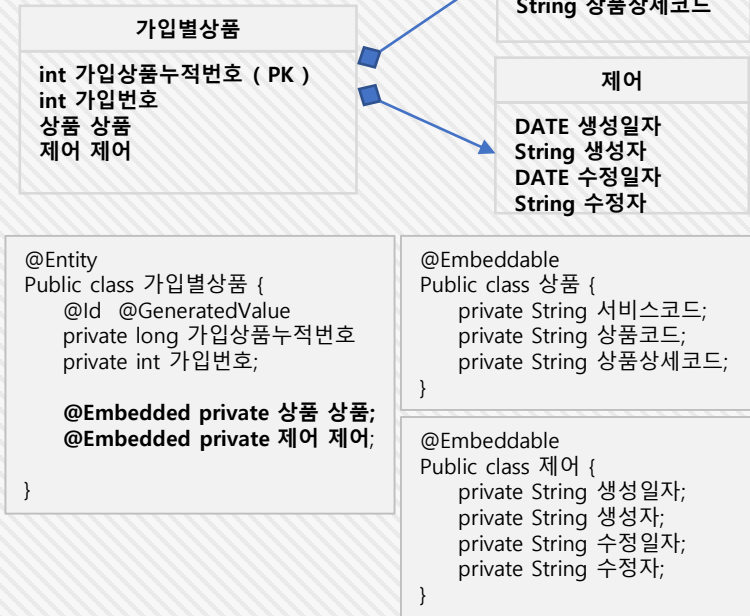 String 상품상세코드
가입별상품
int 가입상품누적번호 ( PK )
int 가입번호
상품 상품
제어 제어
제어
DATE 생성일자
String 생성자
DATE 수정일자
String 수정자
@Entity
Public class 가입별상품 {
@Id @GeneratedValue
private long 가입상품누적번호
private int 가입번호;
@Embedded private 상품 상품;
@Embedded private 제어 제어;
}
@Embeddable
Public class 상품 {
private String 서비스코드;
private String 상품코드;
private String 상품상세코드;
}
@Embeddable
Public class 제어 {
private String 생성일자;
private String 생성자;
private String 수정일자;
private String 수정자;
}